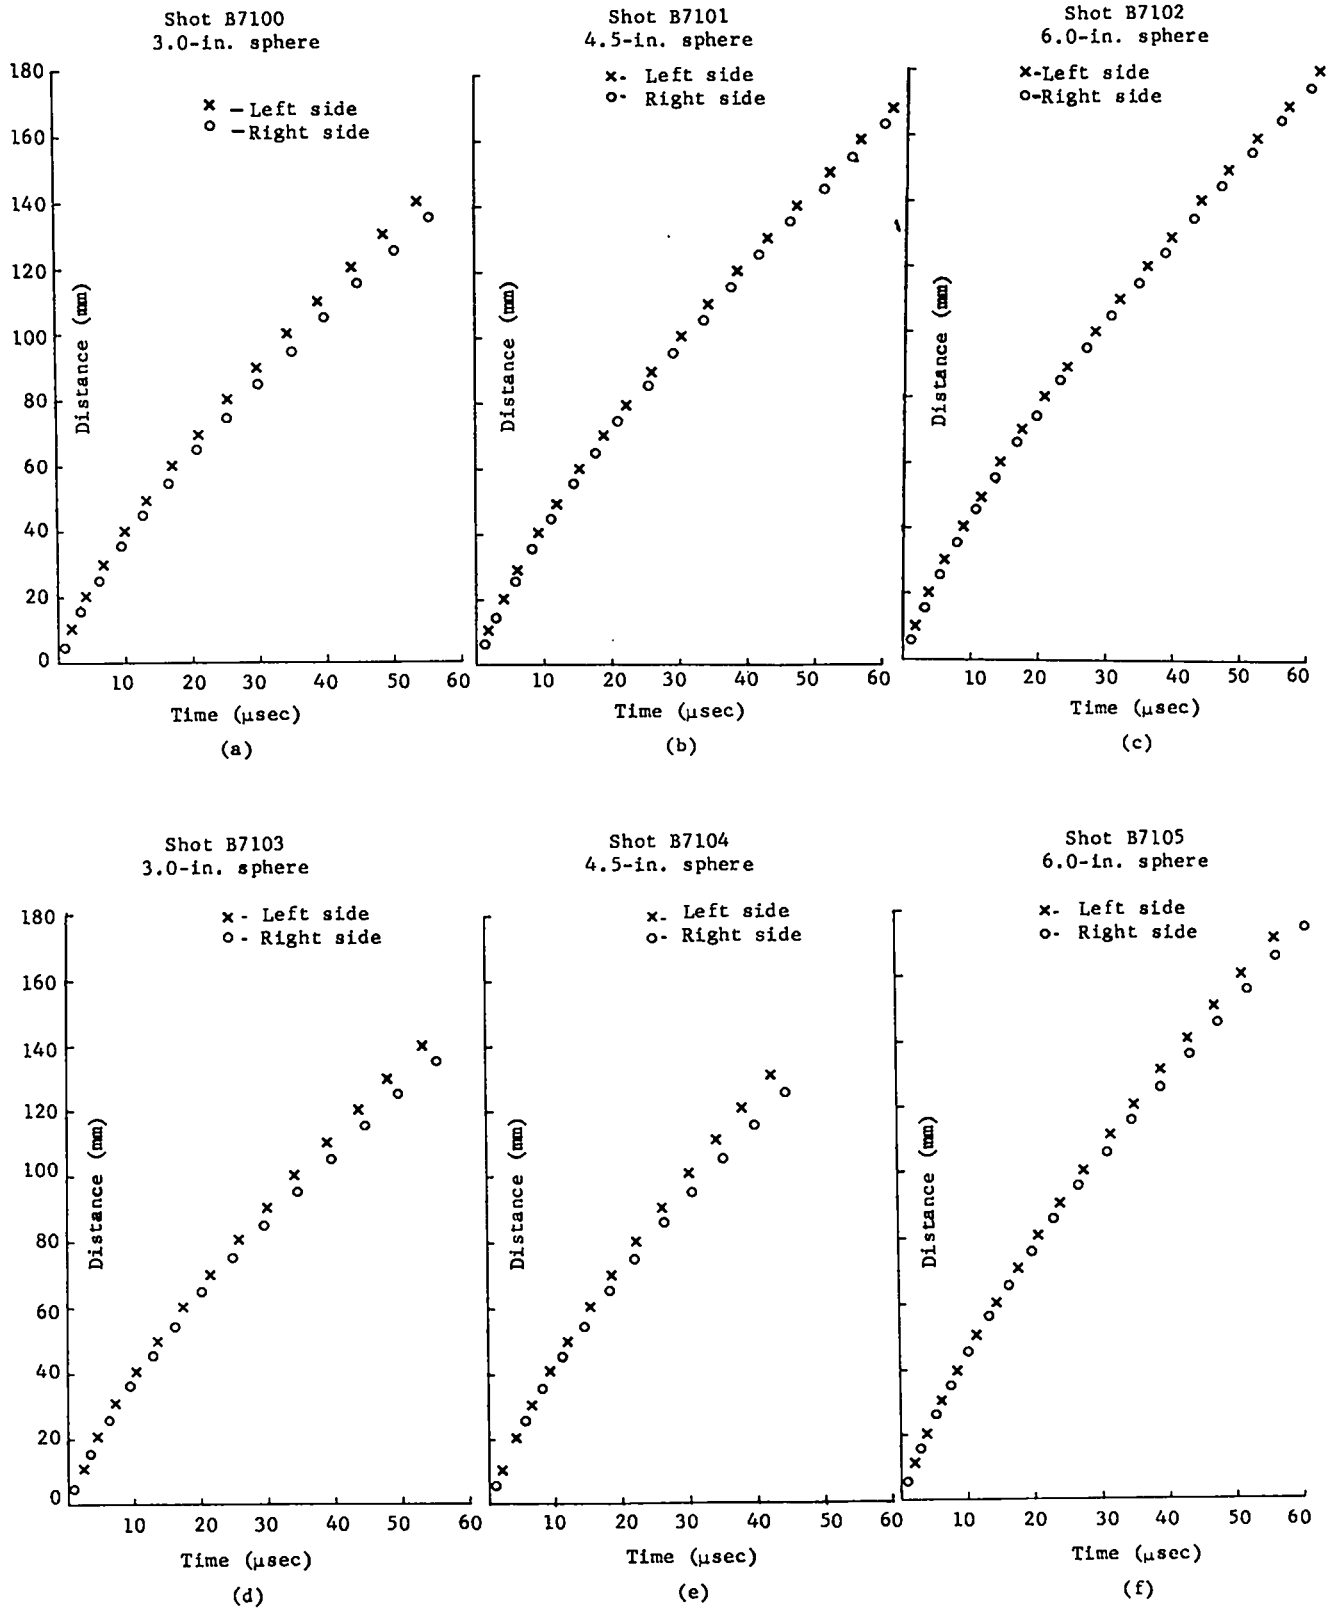 Shot B7100
3.0-in. sphere
x - Left side
o - Right side
180
160
140
120
100
80
60
40
20
0
Distance (mm)
10 20 30 40 50 60
Time (μsec)
(a)
Shot B7101
4.5-in. sphere
x- Left side
o- Right side
Distance (mm)
10 20 30 40 50 60
Time (μsec)
(b)
Shot B7102
6.0-in. sphere
x-Left side
o-Right side
Distance (mm)
10 20 30 40 50 60
Time (μsec)
(c)
Shot B7103
3.0-in. sphere
x - Left side
o - Right side
180
160
140
120
100
80
60
40
20
0
Distance (mm)
10 20 30 40 50 60
Time (μsec)
(d)
Shot B7104
4.5-in. sphere
x- Left side
o- Right side
Distance (mm)
10 20 30 40 50 60
Time (μsec)
(e)
Shot B7105
6.0-in. sphere
x- Left side
o- Right side
Distance (mm)
10 20 30 40 50 60
Time (μsec)
(f)